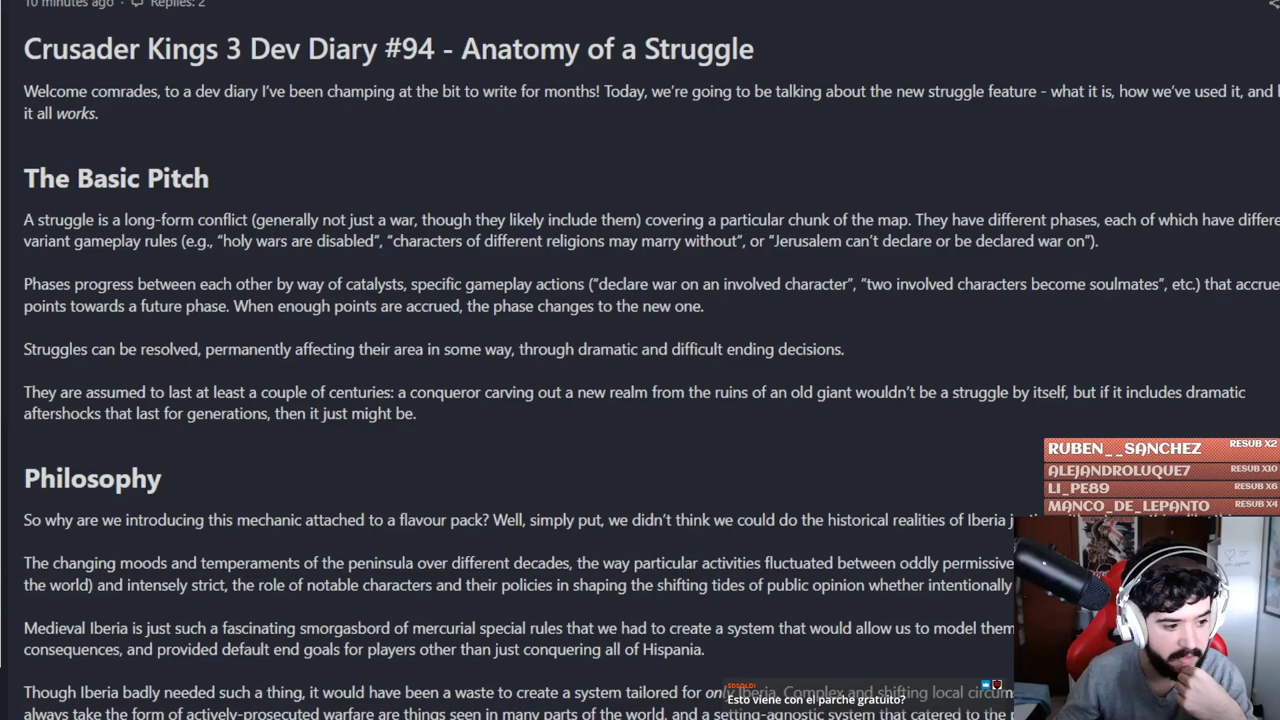 10 minutes ago · Replies: 2
Crusader Kings 3 Dev Diary #94 - Anatomy of a Struggle
Welcome comrades, to a dev diary I've been champing at the bit to write for months! Today, we're going to be talking about the new struggle feature - what it is, how we've used it, and
it all works.
The Basic Pitch
A struggle is a long-form conflict (generally not just a war, though they likely include them) covering a particular chunk of the map. They have different phases, each of which have
variant gameplay rules (e.g., “holy wars are disabled”, “characters of different religions may marry without”, or “Jerusalem can’t declare or be declared war on”).
Phases progress between each other by way of catalysts, specific gameplay actions (“declare war on an involved character”, “two involved characters become soulmates”, etc.) that accrue
points towards a future phase. When enough points are accrued, the phase changes to the new one.
Struggles can be resolved, permanently affecting their area in some way, through dramatic and difficult ending decisions.
They are assumed to last at least a couple of centuries: a conqueror carving out a new realm from the ruins of an old giant wouldn’t be a struggle by itself, but if it includes dramatic
aftershocks that last for generations, then it just might be.
RUBEN__SANCHEZ RESUB X2
ALEJANDROLUQUE7 RESUB X10
LI_PE89 RESUB X6
MANCO_DE_LEPANTO RESUB X4
Philosophy
So why are we introducing this mechanic attached to a flavour pack? Well, simply put, we didn’t think we could do the historical realities of Iberia
The changing moods and temperaments of the peninsula over different decades, the way particular activities fluctuated between oddly permissive
the world) and intensely strict, the role of notable characters and their policies in shaping the shifting tides of public opinion whether intentionally
Medieval Iberia is just such a fascinating smorgasbord of mercurial special rules that we had to create a system that would allow us to model them
consequences, and provided default end goals for players other than just conquering all of Hispania.
Though Iberia badly needed such a thing, it would have been a waste to create a system tailored for only Iberia. Complex and shifting local
always take the form of actively-prosecuted warfare are things seen in many parts of the world, and a setting-agnostic system that catered to the
SDSOLDI
Esto viene con el parche gratuito?